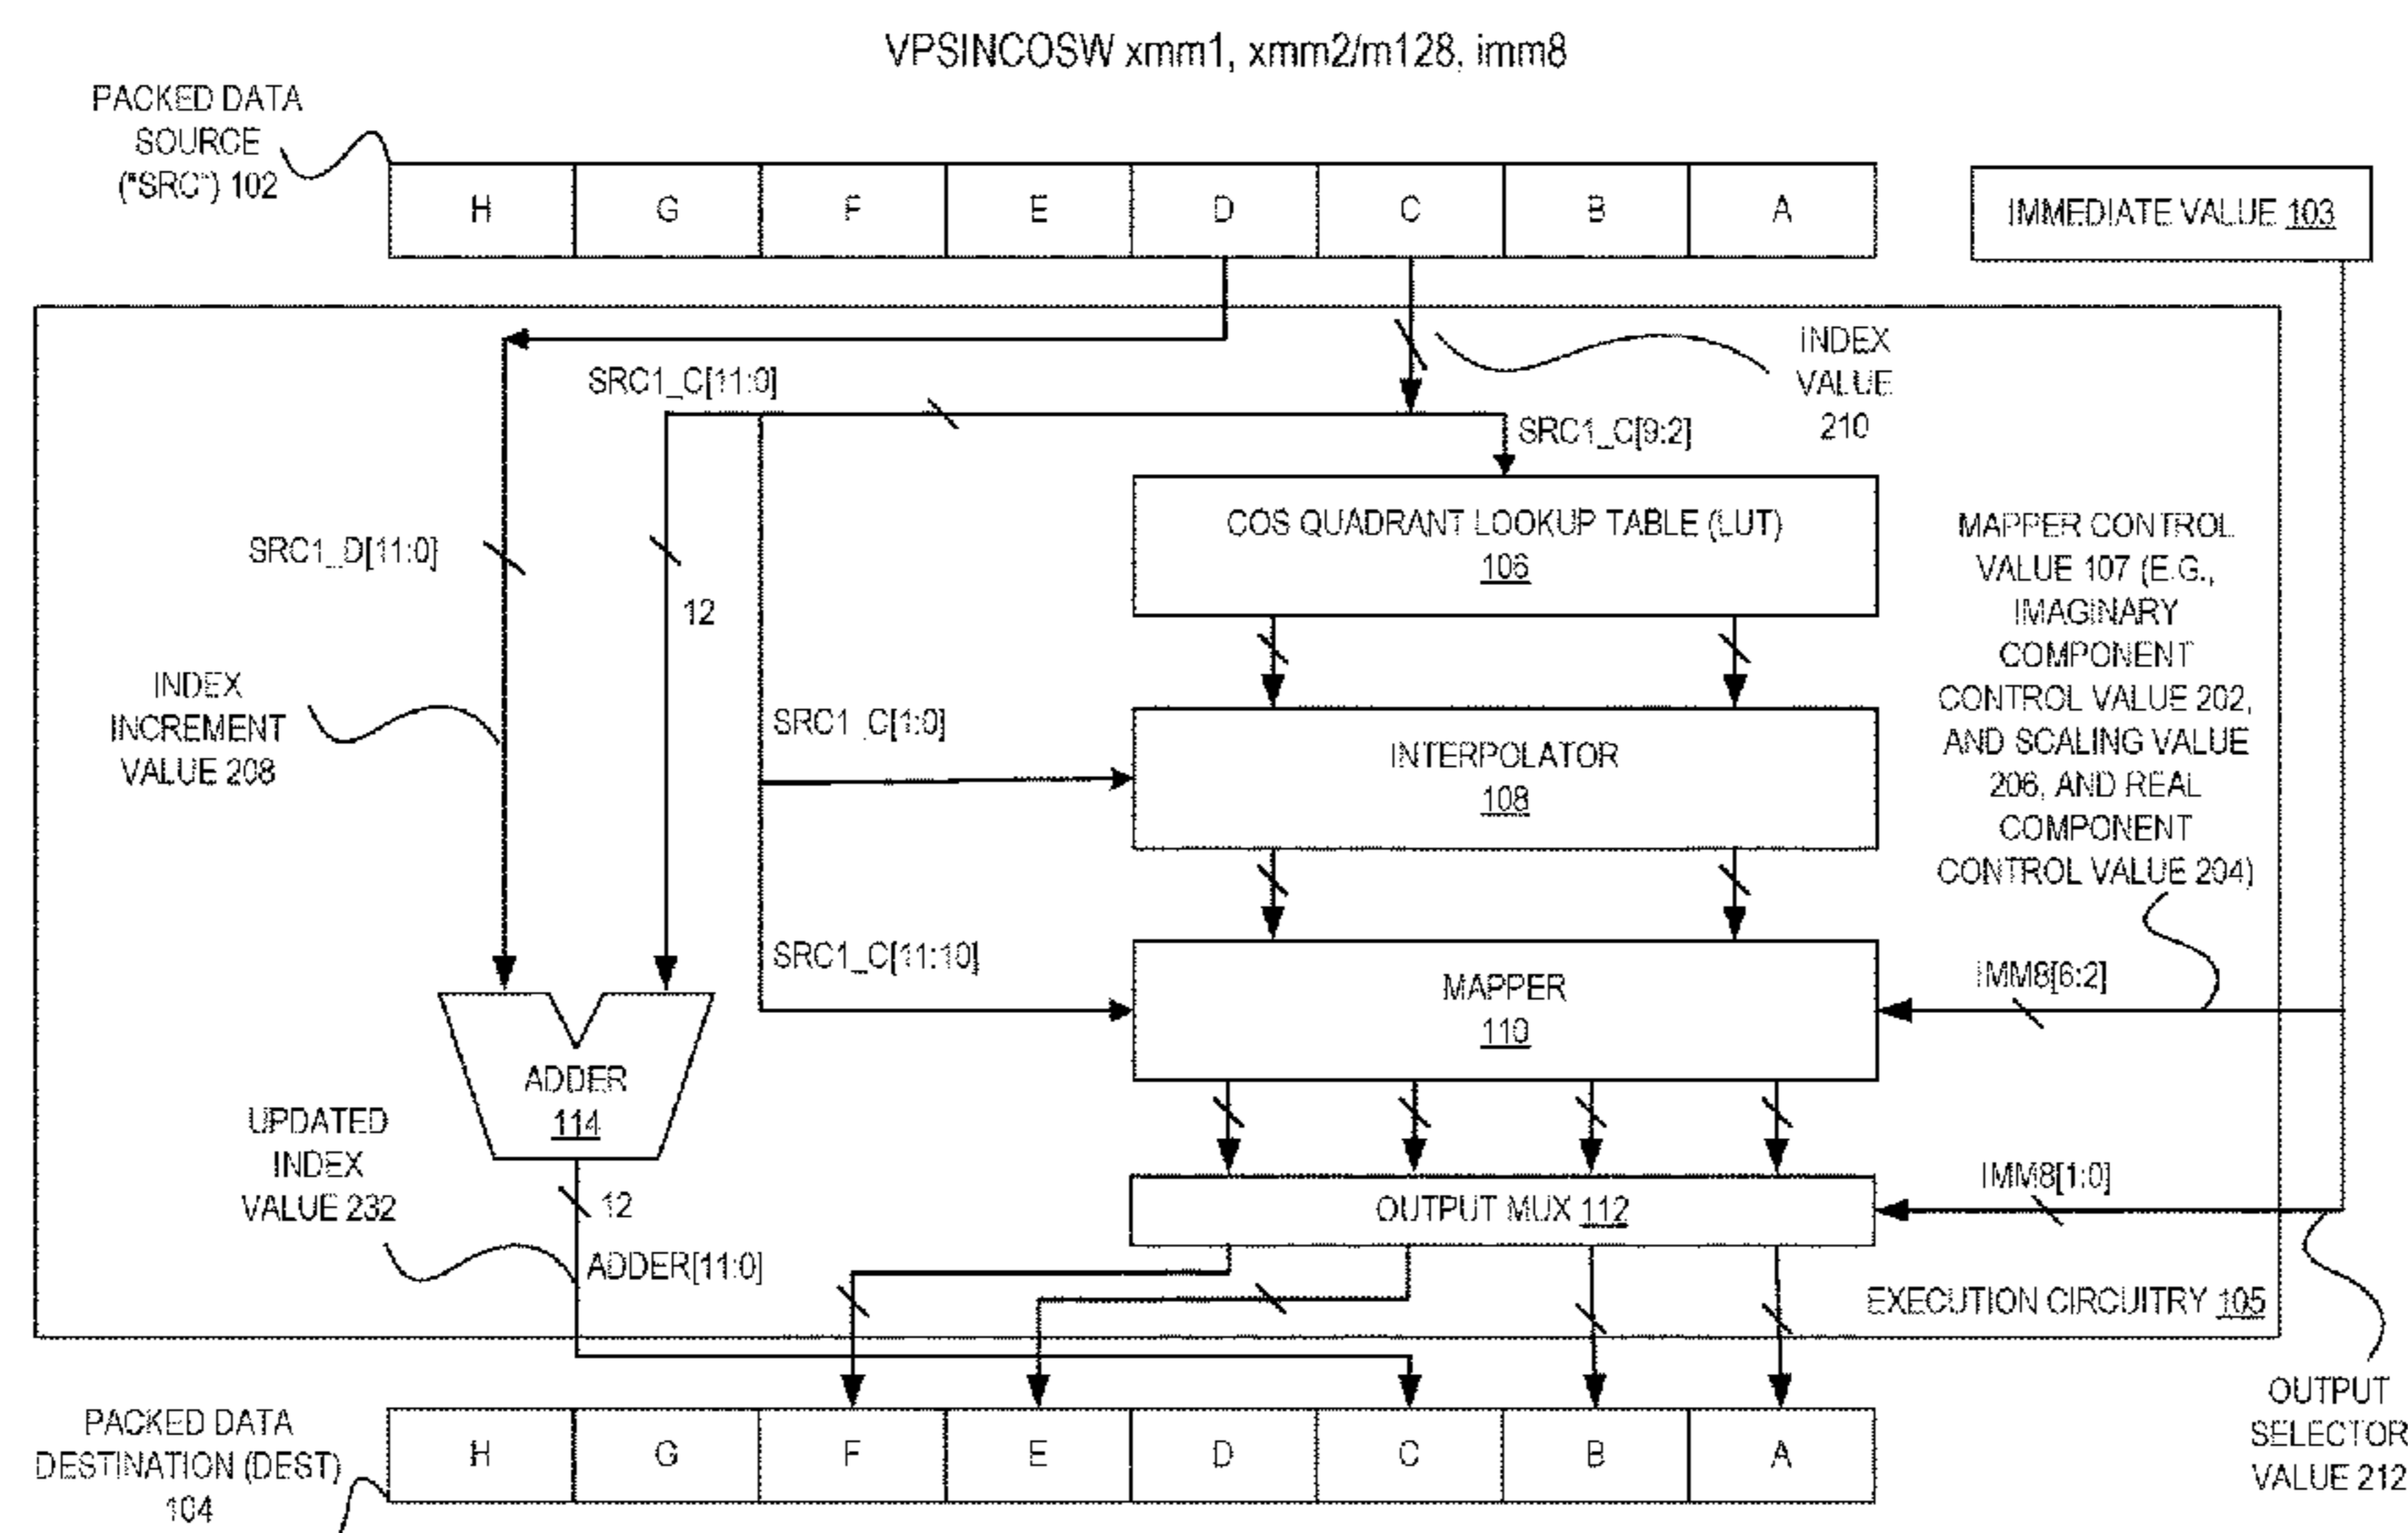 VPSINCOSW xmm1, xmm2/m128, imm8
PACKED DATA
SOURCE
("SRC") 102
H G F E D C B A
IMMEDIATE VALUE 103
INDEX
VALUE
210
SRC1_C[11:0]
SRC1_C[9:2]
COS QUADRANT LOOKUP TABLE (LUT)
106
SRC1_D[11:0]
12
MAPPER CONTROL
VALUE 107 (E.G.,
IMAGINARY
COMPONENT
CONTROL VALUE 202,
AND SCALING VALUE
206, AND REAL
COMPONENT
CONTROL VALUE 204)
INDEX
INCREMENT
VALUE 208
SRC1_C[1:0]
INTERPOLATOR
108
SRC1_C[11:10]
MAPPER
110
IMM8[6:2]
ADDER
114
UPDATED
INDEX
VALUE 232
12
ADDER[11:0]
OUTPUT MUX 112
IMM8[1:0]
EXECUTION CIRCUITRY 105
PACKED DATA
DESTINATION (DEST)
104
H G F E D C B A
OUTPUT
SELECTOR
VALUE 212